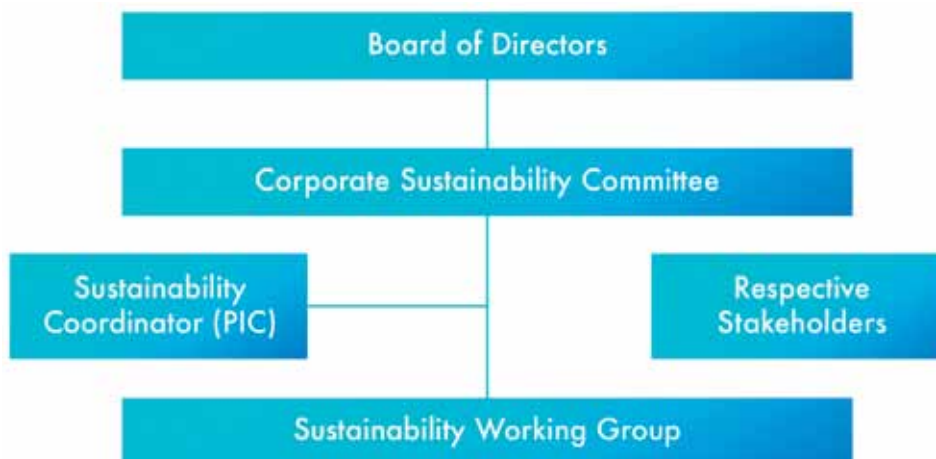 Board of Directors
Corporate Sustainability Committee
Sustainability
Coordinator (PIC)
Respective
Stakeholders
Sustainability Working Group